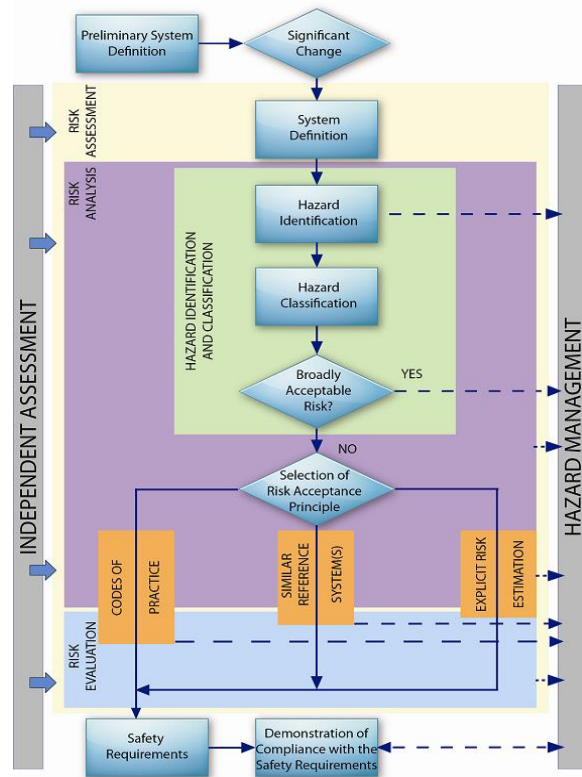 Preliminary System
Definition
Significant
Change
RISK
ASSESSMENT
System
Definition
RISK
ANALYSIS
HAZARD IDENTIFICATION
AND CLASSIFICATION
Hazard
Identification
Hazard
Classification
Broadly
Acceptable
Risk?
YES
NO
Selection of
Risk Acceptance
Principle
INDEPENDENT ASSESSMENT
HAZARD MANAGEMENT
CODES OF
PRACTICE
SIMILAR
REFERENCE
SYSTEM(S)
EXPLICIT RISK
ESTIMATION
RISK
EVALUATION
Safety
Requirements
Demonstration of
Compliance with the
Safety Requirements